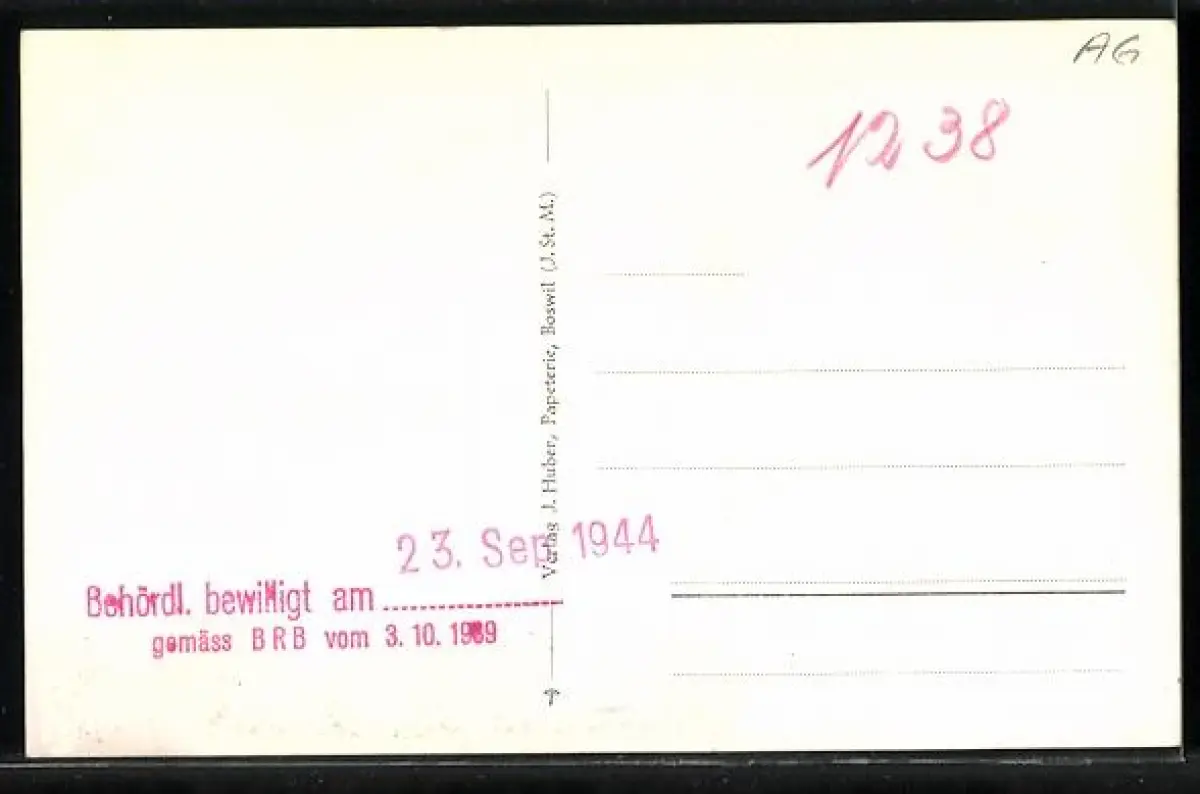 AG
1238
Verlag J. Huber, Papeterie, Boswil (J. St. M.)
23. Sep 1944
Behördl. bewilligt am
gemäss BRB vom 3.10.1939